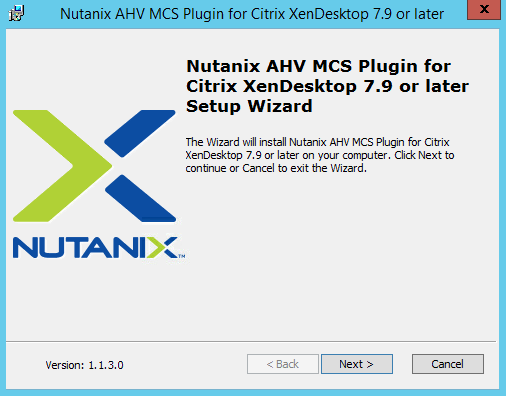 Nutanix AHV MCS Plugin for Citrix XenDesktop 7.9 or later
x
Nutanix AHV MCS Plugin for
Citrix XenDesktop 7.9 or later
Setup Wizard
The Wizard will install Nutanix AHV MCS Plugin for Citrix
XenDesktop 7.9 or later on your computer. Click Next to
continue or Cancel to exit the Wizard.
NUTANIX™
Version: 1.1.3.0
< Back
Next >
Cancel